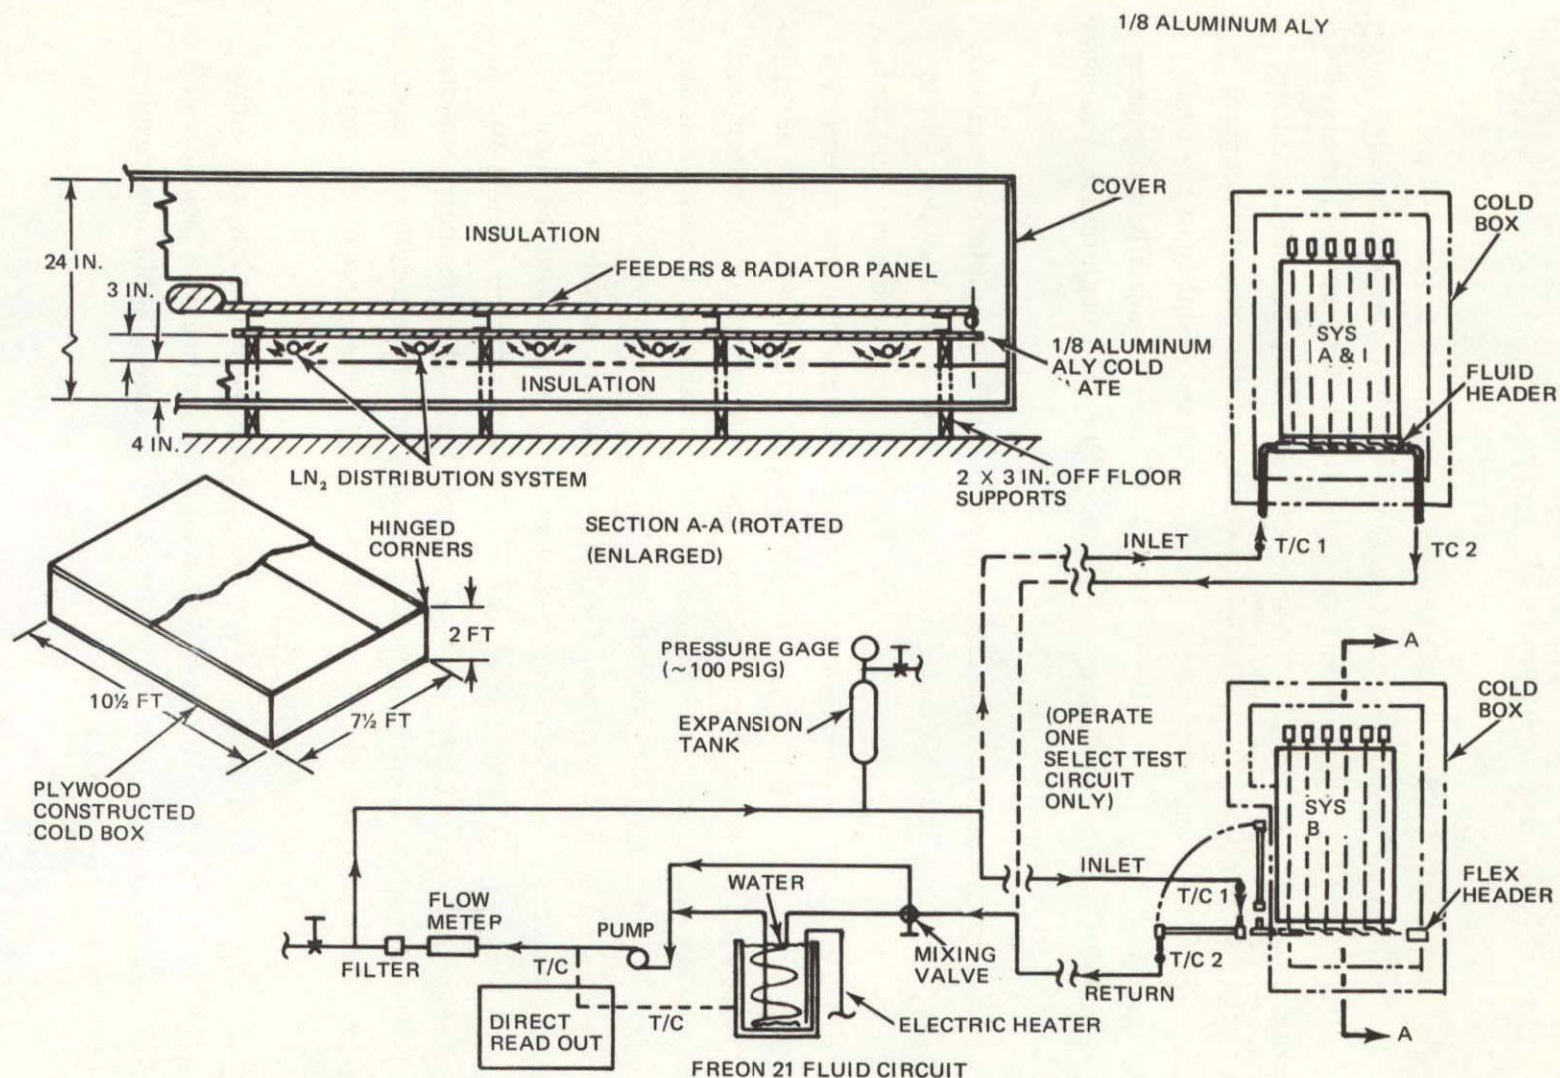 1/8 ALUMINUM ALY
INSULATION
FEEDERS & RADIATOR PANEL
COVER
24 IN.
3 IN.
4 IN.
INSULATION
1/8 ALUMINUM
ALY COLD
ATE
LN2 DISTRIBUTION SYSTEM
2 X 3 IN. OFF FLOOR
SUPPORTS
SECTION A-A (ROTATED
(ENLARGED)
COLD
BOX
SYS
A & I
FLUID
HEADER
INLET
T/C 1
TC 2
HINGED
CORNERS
2 FT
10½ FT
7½ FT
PLYWOOD
CONSTRUCTED
COLD BOX
PRESSURE GAGE
(~100 PSIG)
EXPANSION
TANK
(OPERATE
ONE
SELECT TEST
CIRCUIT
ONLY)
A
COLD
BOX
SYS
B
FLEX
HEADER
A
INLET
T/C 1
T/C 2
RETURN
WATER
MIXING
VALVE
PUMP
FLOW
METEP
FILTER
T/C
T/C
DIRECT
READ OUT
ELECTRIC HEATER
FREON 21 FLUID CIRCUIT